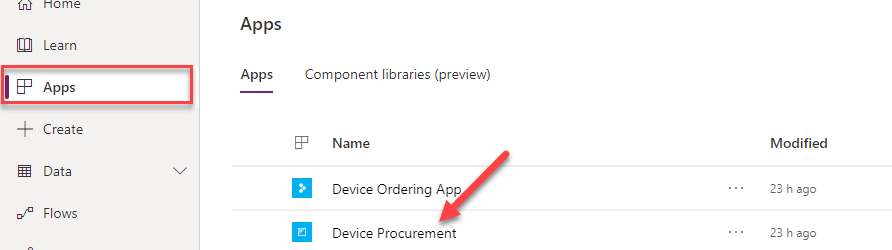 Home
Learn
Apps
Create
Data
Flows
Apps
Apps Component libraries (preview)
Name Modified
Device Ordering App ... 23 h ago
Device Procurement ... 23 h ago